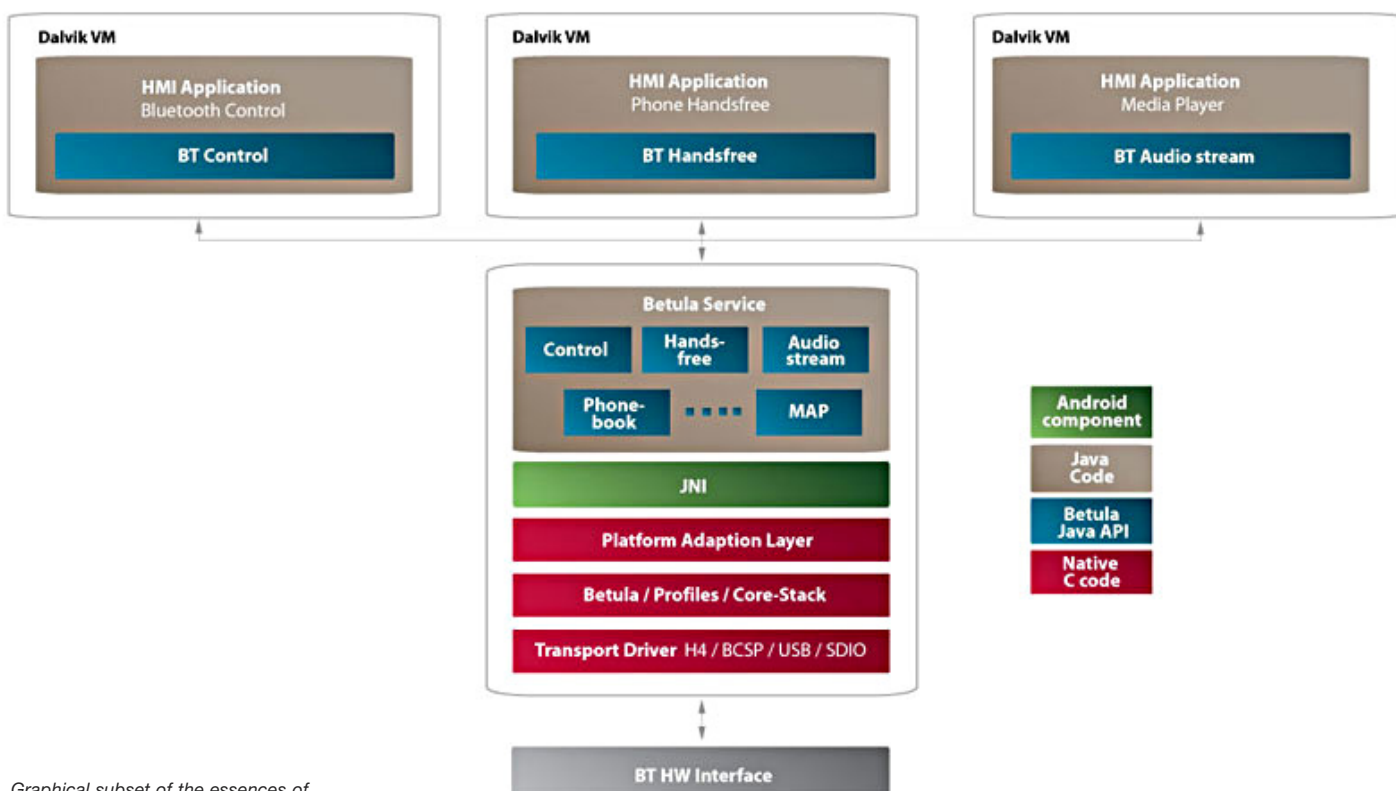 Dalvik VM
HMI Application
Bluetooth Control
BT Control
Dalvik VM
HMI Application
Phone Handsfree
BT Handsfree
Dalvik VM
HMI Application
Media Player
BT Audio stream
Betula Service
Control
Hands-
free
Audio
stream
Phone-
book
MAP
JNI
Platform Adaption Layer
Betula / Profiles / Core-Stack
Transport Driver H4 / BCSP / USB / SDIO
BT HW Interface
Android
component
Java
Code
Betula
Java API
Native
C code
Graphical subset of the essences of